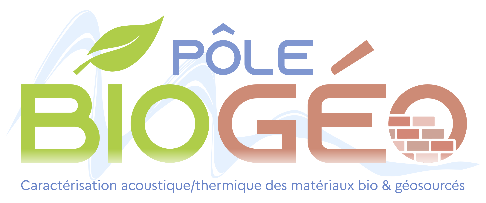 PÔLE
BIOGÉO
Caractérisation acoustique/thermique des matériaux bio & géosourcés